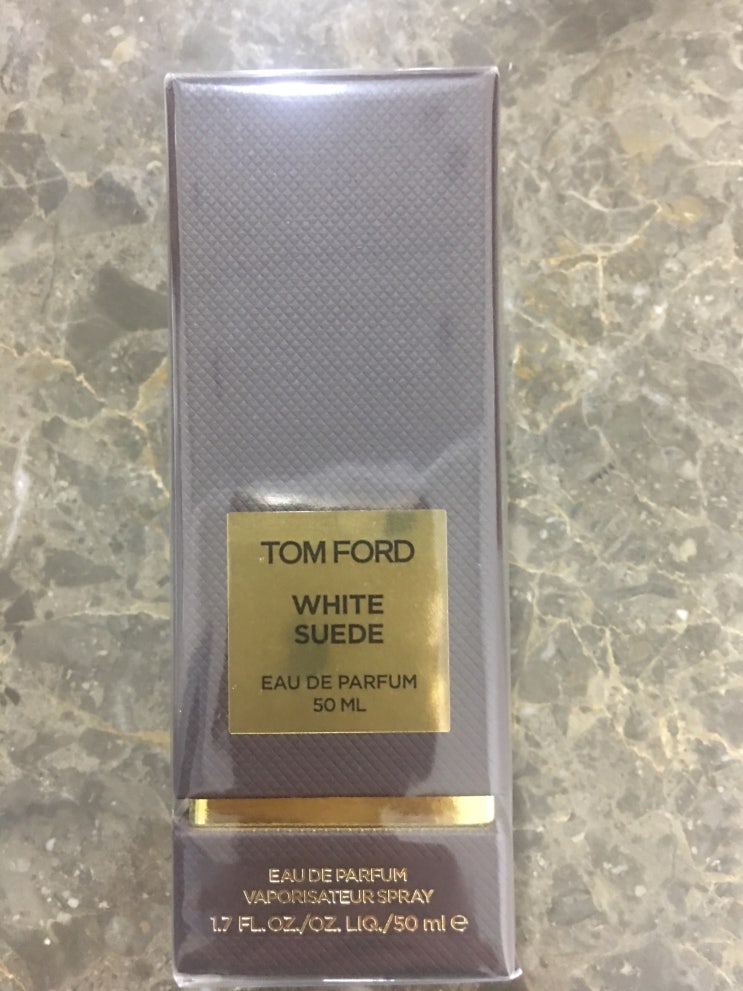 TOM FORD
WHITE
SUEDE
EAU DE PARFUM
50 ML
EAU DE PARFUM
VAPORISATEUR SPRAY
1.7 FL. OZ./OZ. LIQ./50 ml ℮